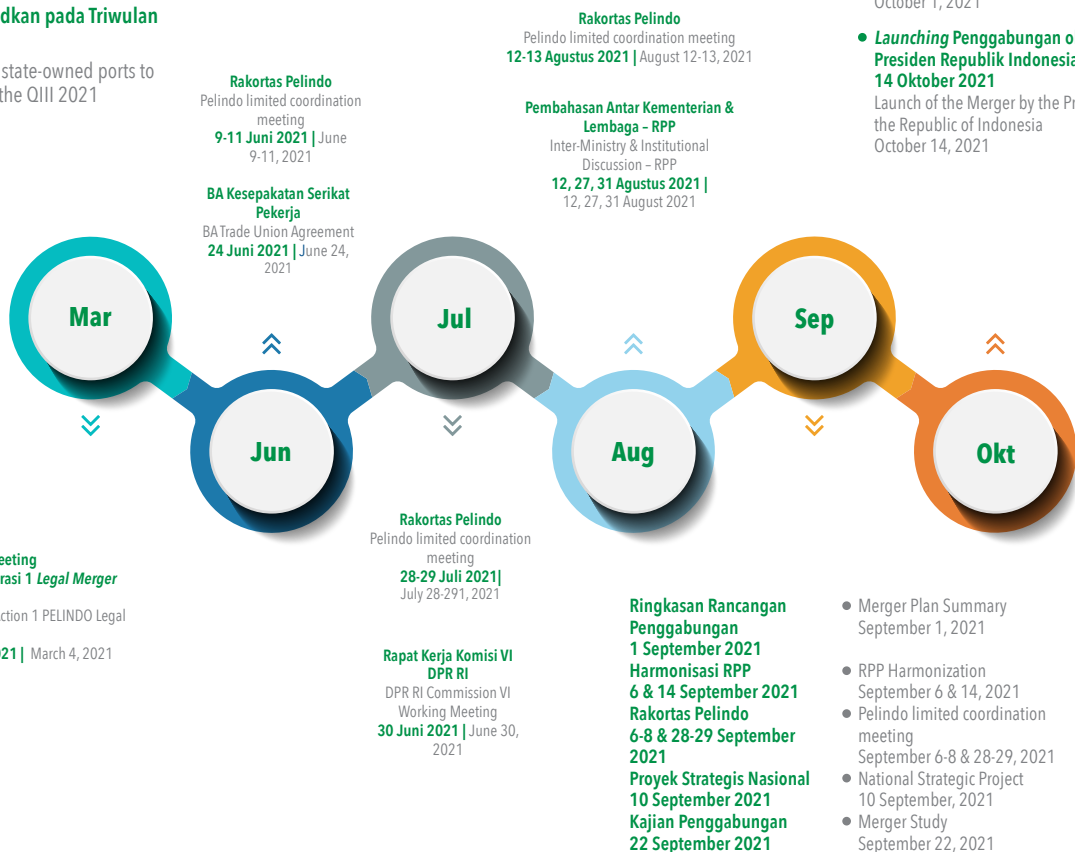 dkan pada Triwulan
state-owned ports to
the QIII 2021
Rakortas Pelindo
Pelindo limited coordination
meeting
9-11 Juni 2021 | June
9-11, 2021
BA Kesepakatan Serikat
Pekerja
BA Trade Union Agreement
24 Juni 2021 | June 24,
2021
Rakortas Pelindo
Pelindo limited coordination meeting
12-13 Agustus 2021 | August 12-13, 2021
Pembahasan Antar Kementerian &
Lembaga – RPP
Inter-Ministry & Institutional
Discussion – RPP
12, 27, 31 Agustus 2021 |
12, 27, 31 August 2021
October 1, 2021
Launching Penggabungan o
Presiden Republik Indonesia
14 Oktober 2021
Launch of the Merger by the Pr
the Republic of Indonesia
October 14, 2021
Mar
Jun
Jul
Aug
Sep
Okt
eeting
rasi 1 Legal Merger
ction 1 PELINDO Legal
021 | March 4, 2021
Rakortas Pelindo
Pelindo limited coordination
meeting
28-29 Juli 2021|
July 28-291, 2021
Rapat Kerja Komisi VI
DPR RI
DPR RI Commission VI
Working Meeting
30 Juni 2021 | June 30,
2021
Ringkasan Rancangan
Penggabungan
1 September 2021
Harmonisasi RPP
6 & 14 September 2021
Rakortas Pelindo
6-8 & 28-29 September
2021
Proyek Strategis Nasional
10 September 2021
Kajian Penggabungan
22 September 2021
Merger Plan Summary
September 1, 2021
RPP Harmonization
September 6 & 14, 2021
Pelindo limited coordination
meeting
September 6-8 & 28-29, 2021
National Strategic Project
10 September, 2021
Merger Study
September 22, 2021